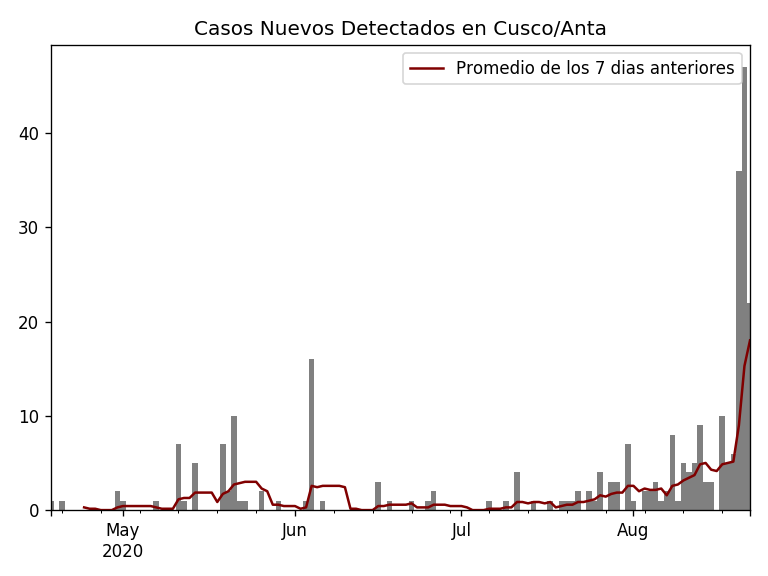 Casos Nuevos Detectados en Cusco/Anta
Promedio de los 7 dias anteriores
40
30
20
10
0
May
2020
Jun
Jul
Aug